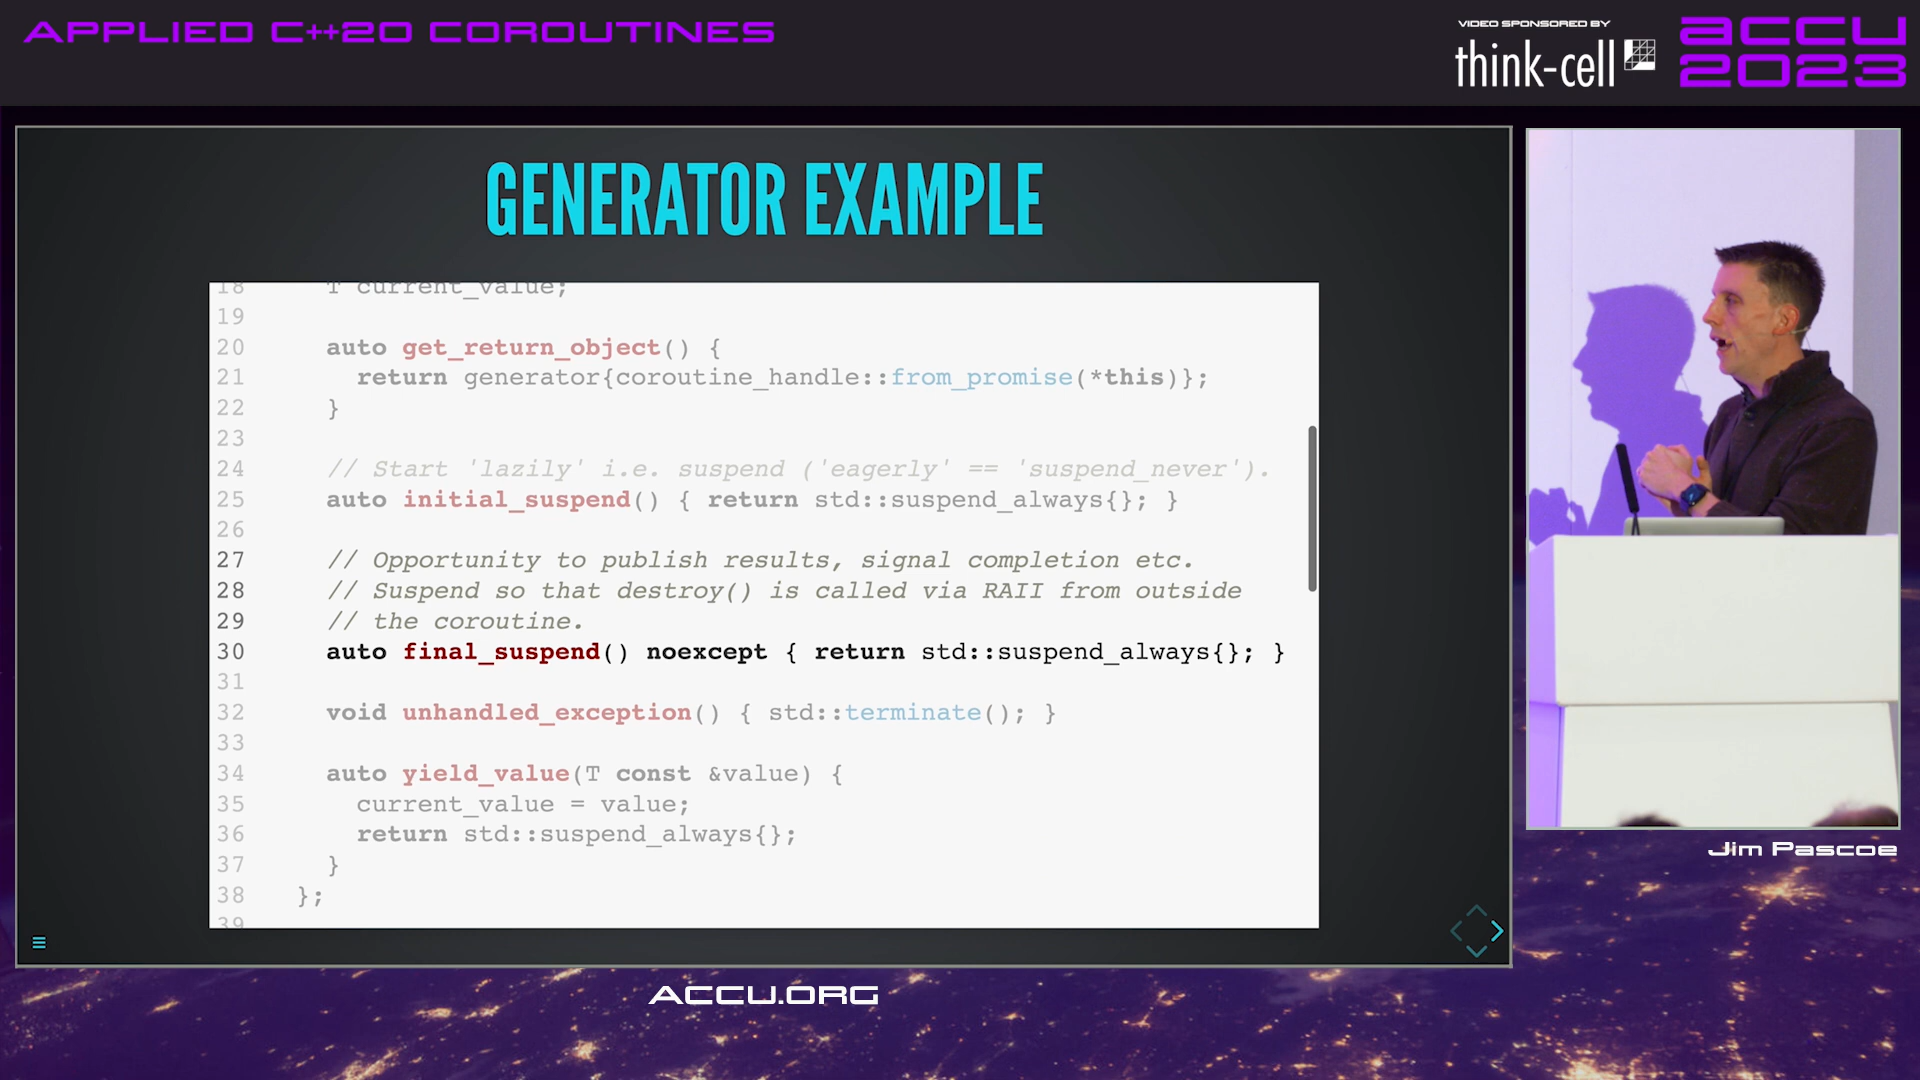 APPLIED C++20 COROUTINES
VIDEO SPONSORED BY
think-cell
accu
2023
GENERATOR EXAMPLE
18 T current_value;
19
20 auto get_return_object() {
21 return generator{coroutine_handle::from_promise(*this)};
22 }
23
24 // Start 'lazily' i.e. suspend ('eagerly' == 'suspend_never').
25 auto initial_suspend() { return std::suspend_always{}; }
26
27 // Opportunity to publish results, signal completion etc.
28 // Suspend so that destroy() is called via RAII from outside
29 // the coroutine.
30 auto final_suspend() noexcept { return std::suspend_always{}; }
31
32 void unhandled_exception() { std::terminate(); }
33
34 auto yield_value(T const &value) {
35 current_value = value;
36 return std::suspend_always{};
37 }
38 };
39
Jim Pascoe
ACCU.ORG